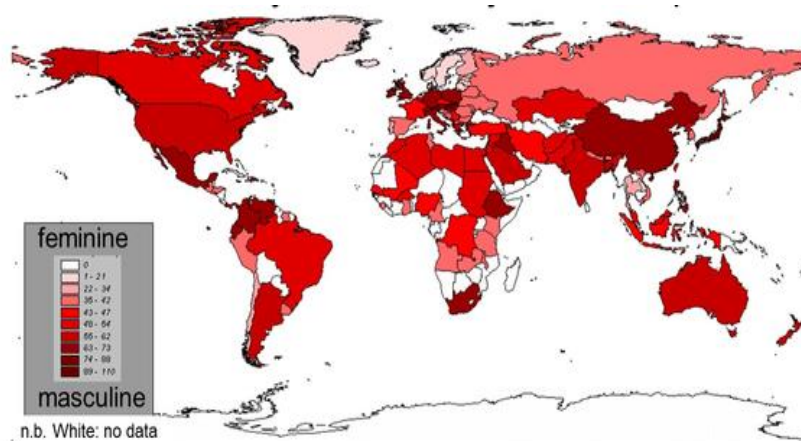 feminine
0
1 - 21
22 - 34
35 - 42
43 - 47
48 - 54
55 - 62
63 - 73
74 - 88
89 - 110
masculine
n.b. White: no data